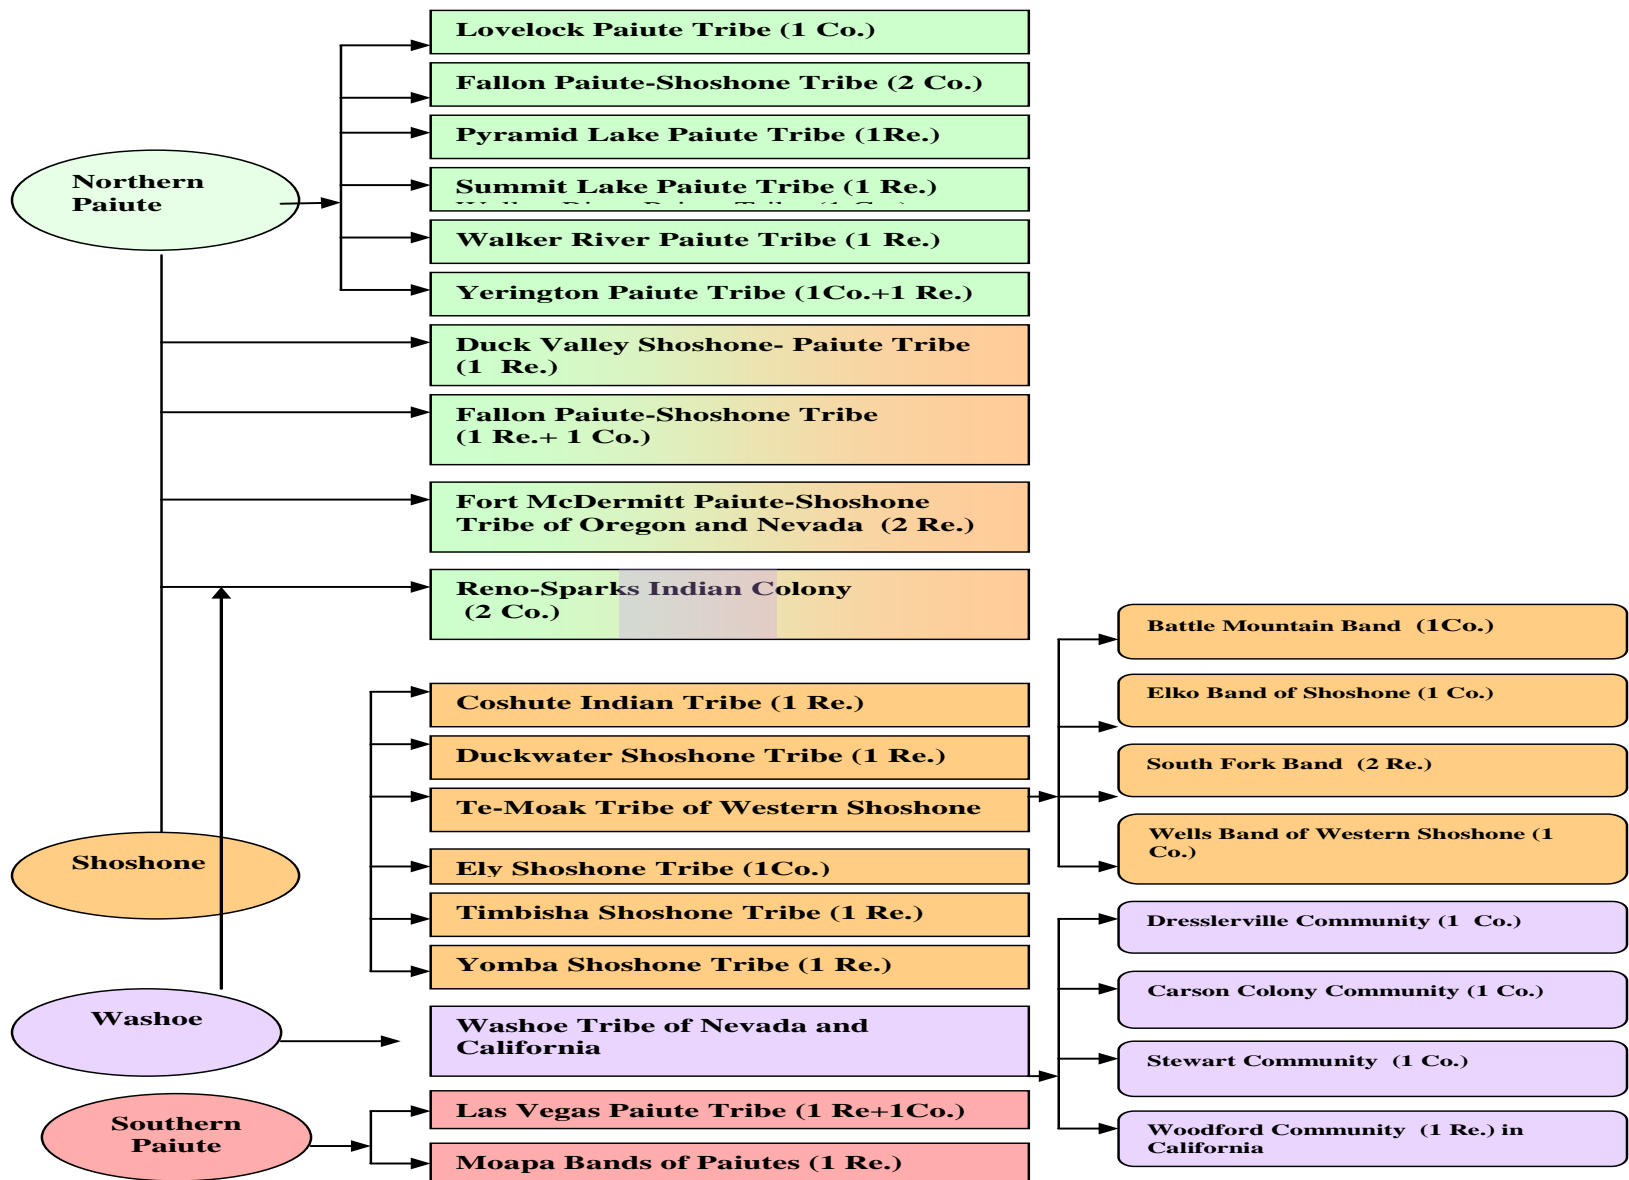 Lovelock Paiute Tribe (1 Co.)
Fallon Paiute-Shoshone Tribe (2 Co.)
Pyramid Lake Paiute Tribe (1Re.)
Northern
Paiute
Summit Lake Paiute Tribe (1 Re.)
Walker River Paiute Tribe (1 Re.)
Yerington Paiute Tribe (1Co.+1 Re.)
Duck Valley Shoshone- Paiute Tribe
(1  Re.)
Fallon Paiute-Shoshone Tribe
(1 Re.+ 1 Co.)
Fort McDermitt Paiute-Shoshone
Tribe of Oregon and Nevada  (2 Re.)
Reno-Sparks Indian Colony
(2 Co.)
Shoshone
Coshute Indian Tribe (1 Re.)
Duckwater Shoshone Tribe (1 Re.)
Te-Moak Tribe of Western Shoshone
Ely Shoshone Tribe (1Co.)
Timbisha Shoshone Tribe (1 Re.)
Yomba Shoshone Tribe (1 Re.)
Battle Mountain Band  (1Co.)
Elko Band of Shoshone (1 Co.)
South Fork Band  (2 Re.)
Wells Band of Western Shoshone (1
Co.)
Washoe
Washoe Tribe of Nevada and
California
Dresslerville Community (1  Co.)
Carson Colony Community (1 Co.)
Stewart Community  (1 Co.)
Woodford Community  (1 Re.) in
California
Southern
Paiute
Las Vegas Paiute Tribe (1 Re+1Co.)
Moapa Bands of Paiutes (1 Re.)